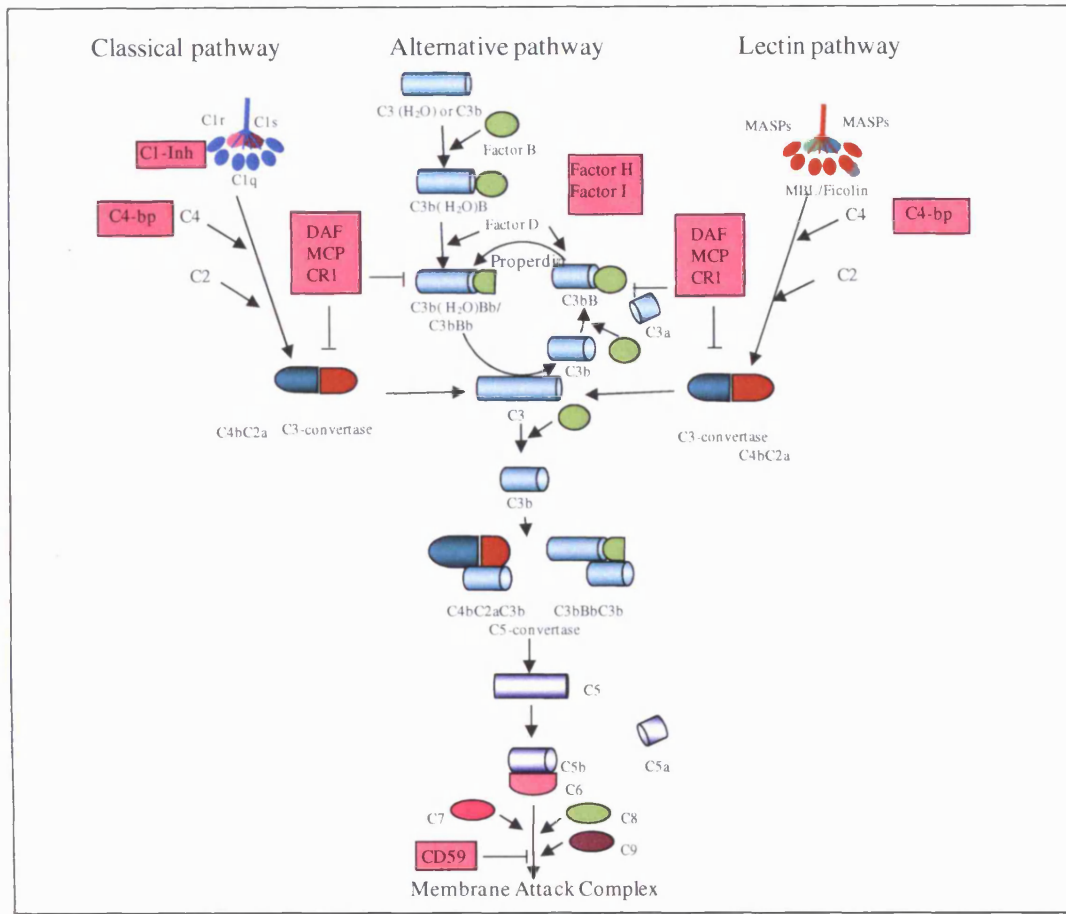 Classical pathway
Alternative pathway
Lectin pathway
C3 (H₂O) or C3b
C1r
C1s
C1-Inh
C1q
Factor B
MASPs
MASPs
MBL/Ficolin
C3b(H₂O)B
Factor H
Factor I
C4-bp
C4
C4
C4-bp
DAF
MCP
CR1
Factor D
DAF
MCP
CR1
Properdin
C2
C2
C3b(H₂O)Bb/
C3bBb
C3bB
C3a
C3b
C3
C4bC2a
C3-convertase
C3-convertase
C4bC2a
C3b
C4bC2aC3b
C3bBbC3b
C5-convertase
C5
C5b
C5a
C6
C7
C8
C9
CD59
Membrane Attack Complex